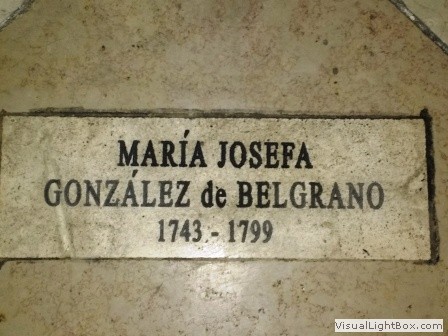 MARÍA JOSEFA
GONZÁLEZ de BELGRANO
1743 - 1799
VisualLightBox.com